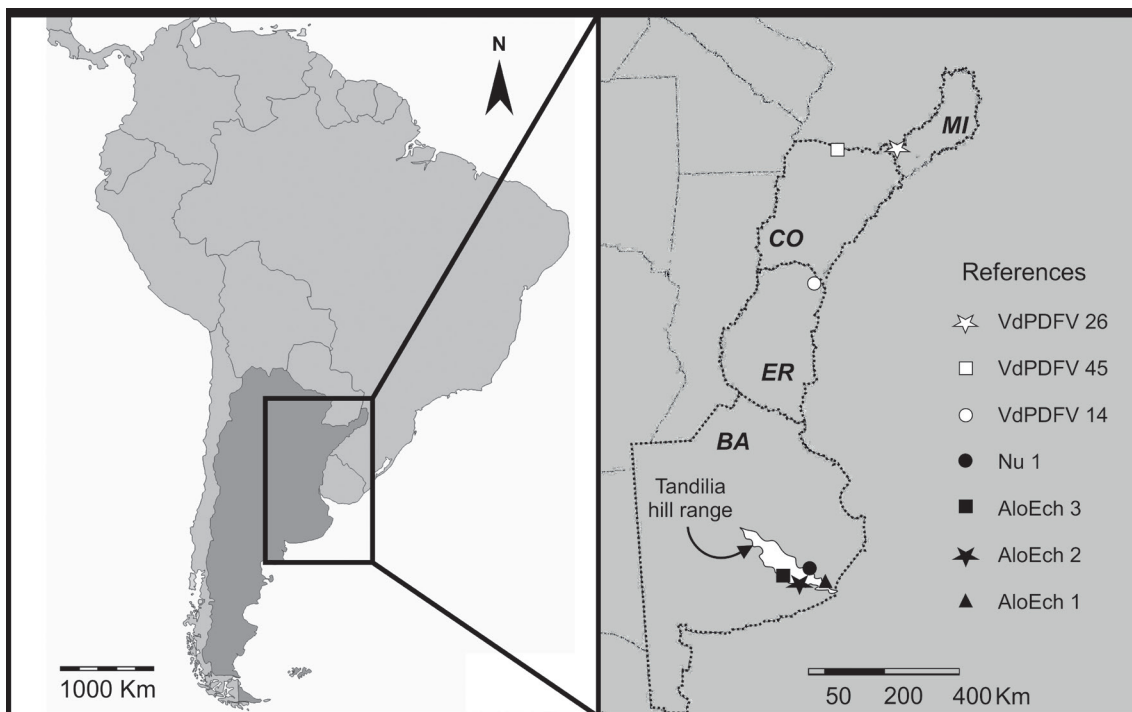 N
1000 Km
MI
CO
ER
BA
Tandilia
hill range
References
VdPDFV 26
VdPDFV 45
VdPDFV 14
Nu 1
AloEch 3
AloEch 2
AloEch 1
50 200 400 Km